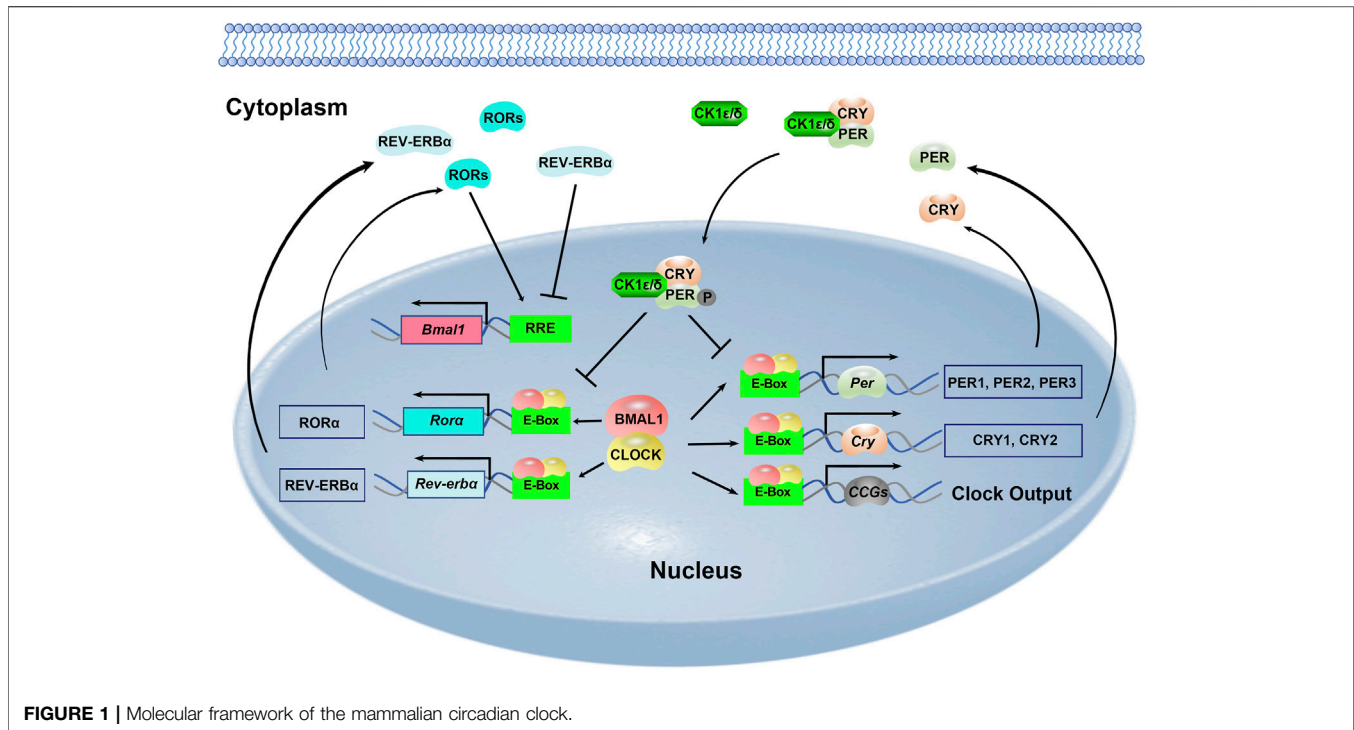 Cytoplasm
RORs
REV-ERBα
RORs
REV-ERBα
CK1ε/δ
CK1ε/δ
CRY
PER
PER
CRY
CK1ε/δ
CRY
PER
P
Bmal1
RRE
RORα
Rorα
E-Box
REV-ERBα
Rev-erbα
E-Box
BMAL1
CLOCK
E-Box
Per
PER1, PER2, PER3
E-Box
Cry
CRY1, CRY2
E-Box
CCGs
Clock Output
Nucleus
FIGURE 1 | Molecular framework of the mammalian circadian clock.